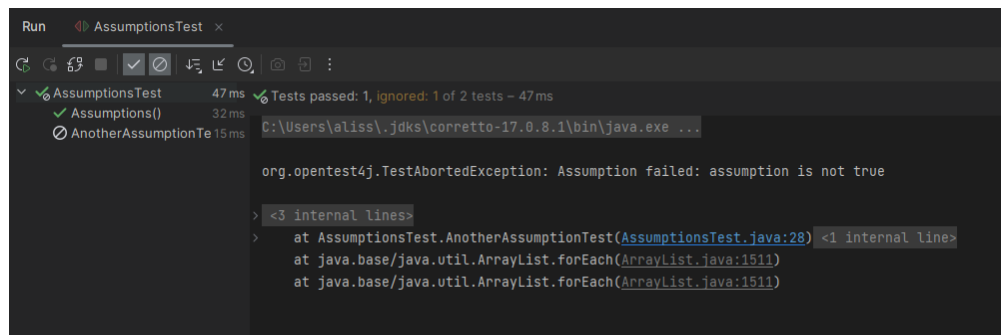 Run AssumptionsTest ×
AssumptionsTest 47 ms
Tests passed: 1, ignored: 1 of 2 tests – 47 ms
Assumptions() 32 ms
AnotherAssumptionTe 15 ms
C:\Users\aliss\.jdks\corretto-17.0.8.1\bin\java.exe ...
org.opentest4j.TestAbortedException: Assumption failed: assumption is not true
> <3 internal lines>
> at AssumptionsTest.AnotherAssumptionTest(AssumptionsTest.java:28) <1 internal line>
at java.base/java.util.ArrayList.forEach(ArrayList.java:1511)
at java.base/java.util.ArrayList.forEach(ArrayList.java:1511)